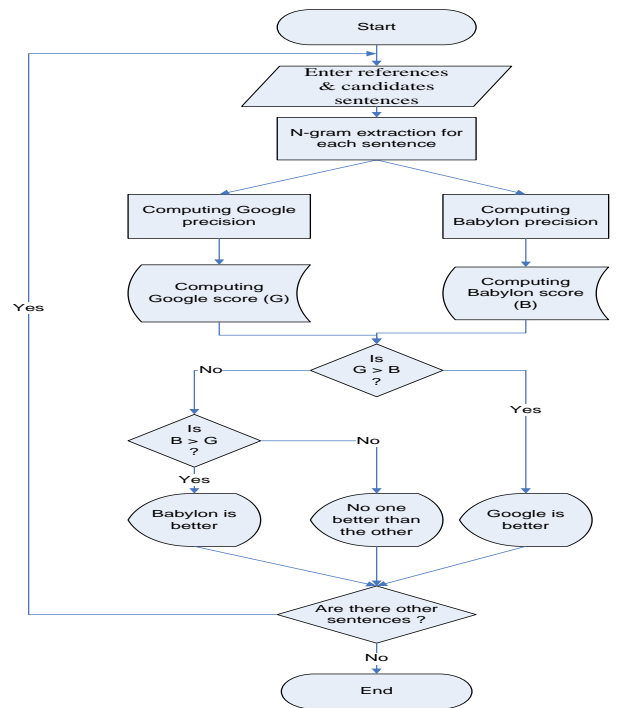 Start
Enter references
& candidates
sentences
N-gram extraction for
each sentence
Computing Google
precision
Computing
Babylon precision
Computing
Google score (G)
Computing
Babylon score
(B)
Yes
Is
G > B
?
No
Yes
Is
B > G
?
No
Yes
Babylon is
better
No one
better than
the other
Google is
better
Are there other
sentences ?
No
End